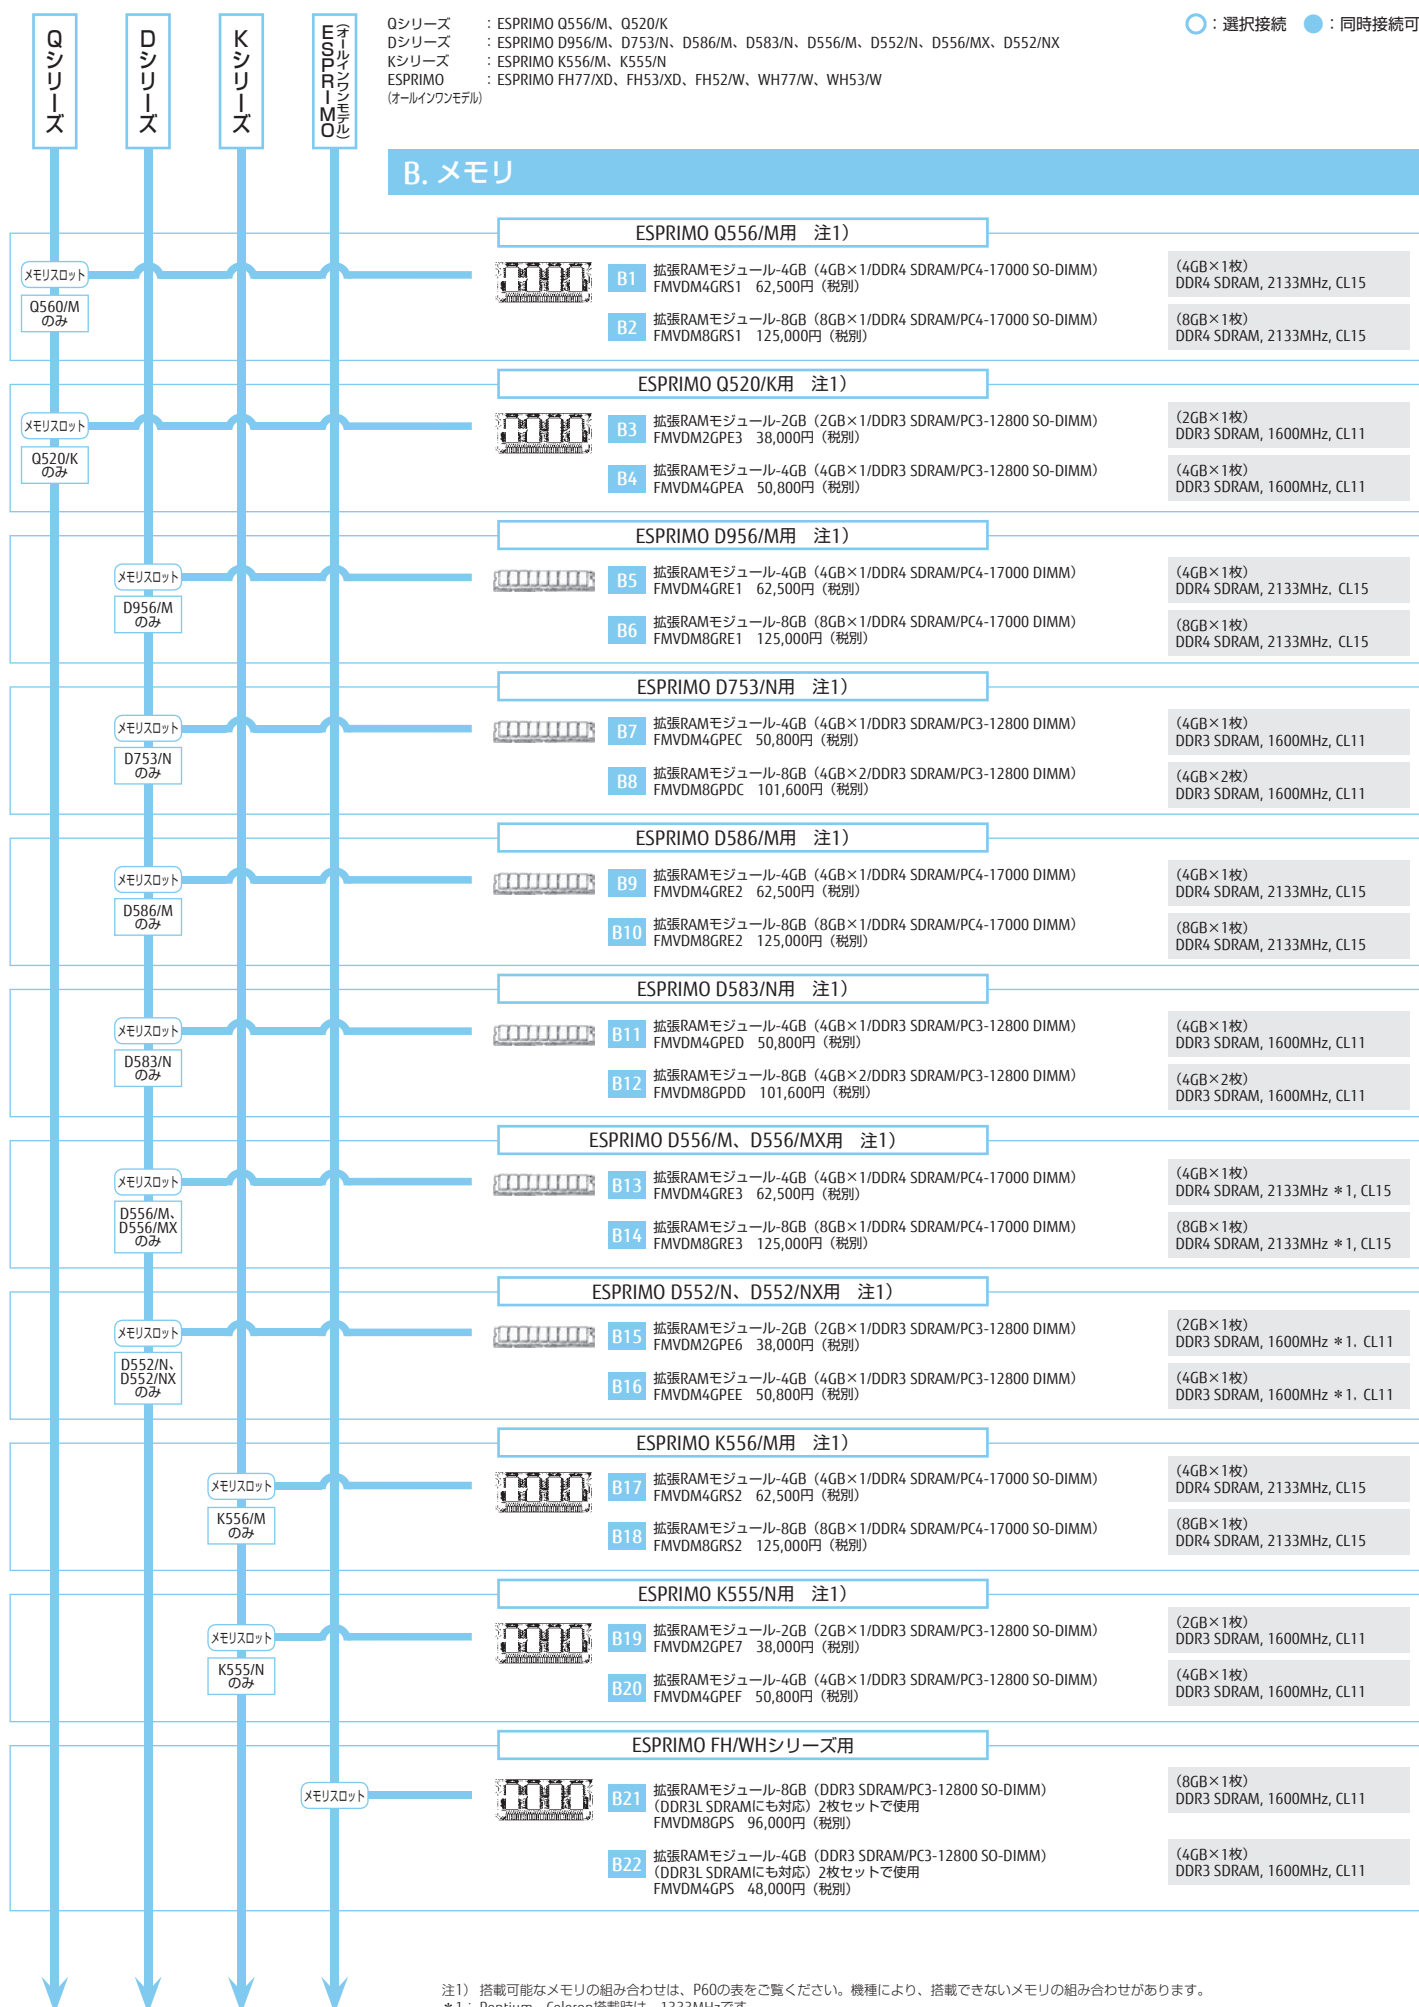 Qシリーズ
Dシリーズ
Kシリーズ
ESPRIMO
(オールインワンモデル)
Qシリーズ : ESPRIMO Q556/M、Q520/K
Dシリーズ : ESPRIMO D956/M、D753/N、D586/M、D583/N、D556/M、D552/N、D556/MX、D552/NX
Kシリーズ : ESPRIMO K556/M、K555/N
ESPRIMO : ESPRIMO FH77/XD、FH53/XD、FH52/W、WH77/W、WH53/W
(オールインワンモデル)
○：選択接続 ●：同時接続可
B. メモリ
ESPRIMO Q556/M用 注1）
メモリスロット
Q560/M
のみ
B1 拡張RAMモジュール-4GB（4GB×1/DDR4 SDRAM/PC4-17000 SO-DIMM）
FMVDM4GRS1 62,500円（税別）
（4GB×1枚）
DDR4 SDRAM, 2133MHz, CL15
B2 拡張RAMモジュール-8GB（8GB×1/DDR4 SDRAM/PC4-17000 SO-DIMM）
FMVDM8GRS1 125,000円（税別）
（8GB×1枚）
DDR4 SDRAM, 2133MHz, CL15
ESPRIMO Q520/K用 注1）
メモリスロット
Q520/K
のみ
B3 拡張RAMモジュール-2GB（2GB×1/DDR3 SDRAM/PC3-12800 SO-DIMM）
FMVDM2GPE3 38,000円（税別）
（2GB×1枚）
DDR3 SDRAM, 1600MHz, CL11
B4 拡張RAMモジュール-4GB（4GB×1/DDR3 SDRAM/PC3-12800 SO-DIMM）
FMVDM4GPEA 50,800円（税別）
（4GB×1枚）
DDR3 SDRAM, 1600MHz, CL11
ESPRIMO D956/M用 注1）
メモリスロット
D956/M
のみ
B5 拡張RAMモジュール-4GB（4GB×1/DDR4 SDRAM/PC4-17000 DIMM）
FMVDM4GRE1 62,500円（税別）
（4GB×1枚）
DDR4 SDRAM, 2133MHz, CL15
B6 拡張RAMモジュール-8GB（8GB×1/DDR4 SDRAM/PC4-17000 DIMM）
FMVDM8GRE1 125,000円（税別）
（8GB×1枚）
DDR4 SDRAM, 2133MHz, CL15
ESPRIMO D753/N用 注1）
メモリスロット
D753/N
のみ
B7 拡張RAMモジュール-4GB（4GB×1/DDR3 SDRAM/PC3-12800 DIMM）
FMVDM4GPEC 50,800円（税別）
（4GB×1枚）
DDR3 SDRAM, 1600MHz, CL11
B8 拡張RAMモジュール-8GB（4GB×2/DDR3 SDRAM/PC3-12800 DIMM）
FMVDM8GPDC 101,600円（税別）
（4GB×2枚）
DDR3 SDRAM, 1600MHz, CL11
ESPRIMO D586/M用 注1）
メモリスロット
D586/M
のみ
B9 拡張RAMモジュール-4GB（4GB×1/DDR4 SDRAM/PC4-17000 DIMM）
FMVDM4GRE2 62,500円（税別）
（4GB×1枚）
DDR4 SDRAM, 2133MHz, CL15
B10 拡張RAMモジュール-8GB（8GB×1/DDR4 SDRAM/PC4-17000 DIMM）
FMVDM8GRE2 125,000円（税別）
（8GB×1枚）
DDR4 SDRAM, 2133MHz, CL15
ESPRIMO D583/N用 注1）
メモリスロット
D583/N
のみ
B11 拡張RAMモジュール-4GB（4GB×1/DDR3 SDRAM/PC3-12800 DIMM）
FMVDM4GPED 50,800円（税別）
（4GB×1枚）
DDR3 SDRAM, 1600MHz, CL11
B12 拡張RAMモジュール-8GB（4GB×2/DDR3 SDRAM/PC3-12800 DIMM）
FMVDM8GPDD 101,600円（税別）
（4GB×2枚）
DDR3 SDRAM, 1600MHz, CL11
ESPRIMO D556/M、D556/MX用 注1）
メモリスロット
D556/M、
D556/MX
のみ
B13 拡張RAMモジュール-4GB（4GB×1/DDR4 SDRAM/PC4-17000 DIMM）
FMVDM4GRE3 62,500円（税別）
（4GB×1枚）
DDR4 SDRAM, 2133MHz ＊1, CL15
B14 拡張RAMモジュール-8GB（8GB×1/DDR4 SDRAM/PC4-17000 DIMM）
FMVDM8GRE3 125,000円（税別）
（8GB×1枚）
DDR4 SDRAM, 2133MHz ＊1, CL15
ESPRIMO D552/N、D552/NX用 注1）
メモリスロット
D552/N、
D552/NX
のみ
B15 拡張RAMモジュール-2GB（2GB×1/DDR3 SDRAM/PC3-12800 DIMM）
FMVDM2GPE6 38,000円（税別）
（2GB×1枚）
DDR3 SDRAM, 1600MHz ＊1, CL11
B16 拡張RAMモジュール-4GB（4GB×1/DDR3 SDRAM/PC3-12800 DIMM）
FMVDM4GPEE 50,800円（税別）
（4GB×1枚）
DDR3 SDRAM, 1600MHz ＊1, CL11
ESPRIMO K556/M用 注1）
メモリスロット
K556/M
のみ
B17 拡張RAMモジュール-4GB（4GB×1/DDR4 SDRAM/PC4-17000 SO-DIMM）
FMVDM4GRS2 62,500円（税別）
（4GB×1枚）
DDR4 SDRAM, 2133MHz, CL15
B18 拡張RAMモジュール-8GB（8GB×1/DDR4 SDRAM/PC4-17000 SO-DIMM）
FMVDM8GRS2 125,000円（税別）
（8GB×1枚）
DDR4 SDRAM, 2133MHz, CL15
ESPRIMO K555/N用 注1）
メモリスロット
K555/N
のみ
B19 拡張RAMモジュール-2GB（2GB×1/DDR3 SDRAM/PC3-12800 SO-DIMM）
FMVDM2GPE7 38,000円（税別）
（2GB×1枚）
DDR3 SDRAM, 1600MHz, CL11
B20 拡張RAMモジュール-4GB（4GB×1/DDR3 SDRAM/PC3-12800 SO-DIMM）
FMVDM4GPEF 50,800円（税別）
（4GB×1枚）
DDR3 SDRAM, 1600MHz, CL11
ESPRIMO FH/WHシリーズ用
メモリスロット
B21 拡張RAMモジュール-8GB（DDR3 SDRAM/PC3-12800 SO-DIMM）
（DDR3L SDRAMにも対応）2枚セットで使用
FMVDM8GPS 96,000円（税別）
（8GB×1枚）
DDR3 SDRAM, 1600MHz, CL11
B22 拡張RAMモジュール-4GB（DDR3 SDRAM/PC3-12800 SO-DIMM）
（DDR3L SDRAMにも対応）2枚セットで使用
FMVDM4GPS 48,000円（税別）
（4GB×1枚）
DDR3 SDRAM, 1600MHz, CL11
注1） 搭載可能なメモリの組み合わせは、P60の表をご覧ください。機種により、搭載できないメモリの組み合わせがあります。
＊1： Pentium、Celeron搭載時は、1333MHzです。